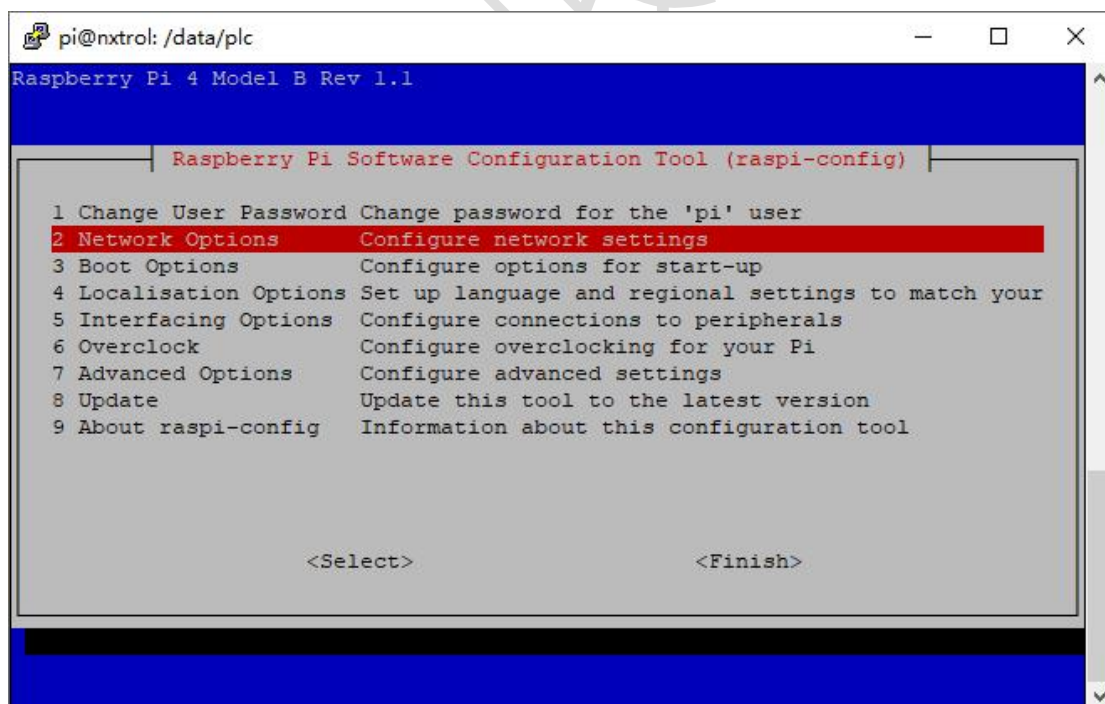 pi@nxtrol: /data/plc
Raspberry Pi 4 Model B Rev 1.1
Raspberry Pi Software Configuration Tool (raspi-config)
1 Change User Password Change password for the 'pi' user
2 Network Options Configure network settings
3 Boot Options Configure options for start-up
4 Localisation Options Set up language and regional settings to match your
5 Interfacing Options Configure connections to peripherals
6 Overclock Configure overclocking for your Pi
7 Advanced Options Configure advanced settings
8 Update Update this tool to the latest version
9 About raspi-config Information about this configuration tool
<Select> <Finish>